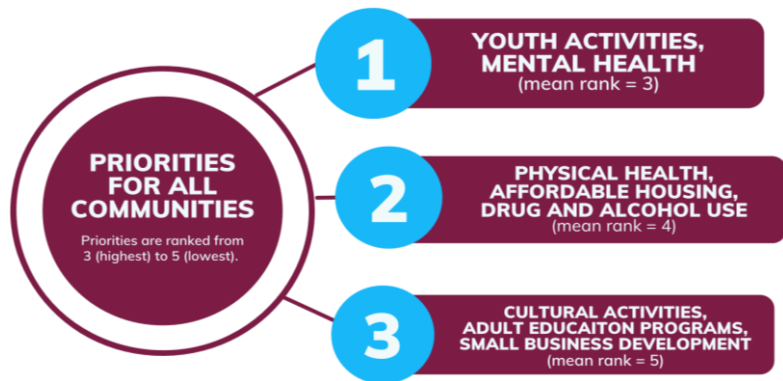 PRIORITIES
FOR ALL
COMMUNITIES
Priorities are ranked from
3 (highest) to 5 (lowest).
1
YOUTH ACTIVITIES,
MENTAL HEALTH
(mean rank = 3)
2
PHYSICAL HEALTH,
AFFORDABLE HOUSING,
DRUG AND ALCOHOL USE
(mean rank = 4)
3
CULTURAL ACTIVITIES,
ADULT EDUCAITON PROGRAMS,
SMALL BUSINESS DEVELOPMENT
(mean rank = 5)